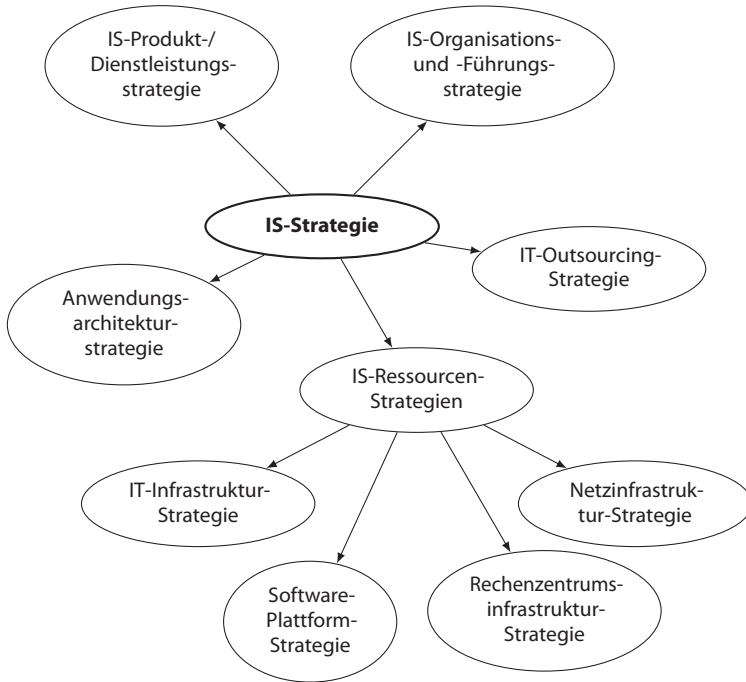 IS-Produkt-/
Dienstleistungs-
strategie
IS-Organisations-
und -Führungs-
strategie
IS-Strategie
IT-Outsourcing-
Strategie
Anwendungs-
architektur-
strategie
IS-Ressourcen-
Strategien
IT-Infrastruktur-
Strategie
Netzinfrastruk-
tur-Strategie
Software-
Plattform-
Strategie
Rechenzentrums-
infrastruktur-
Strategie